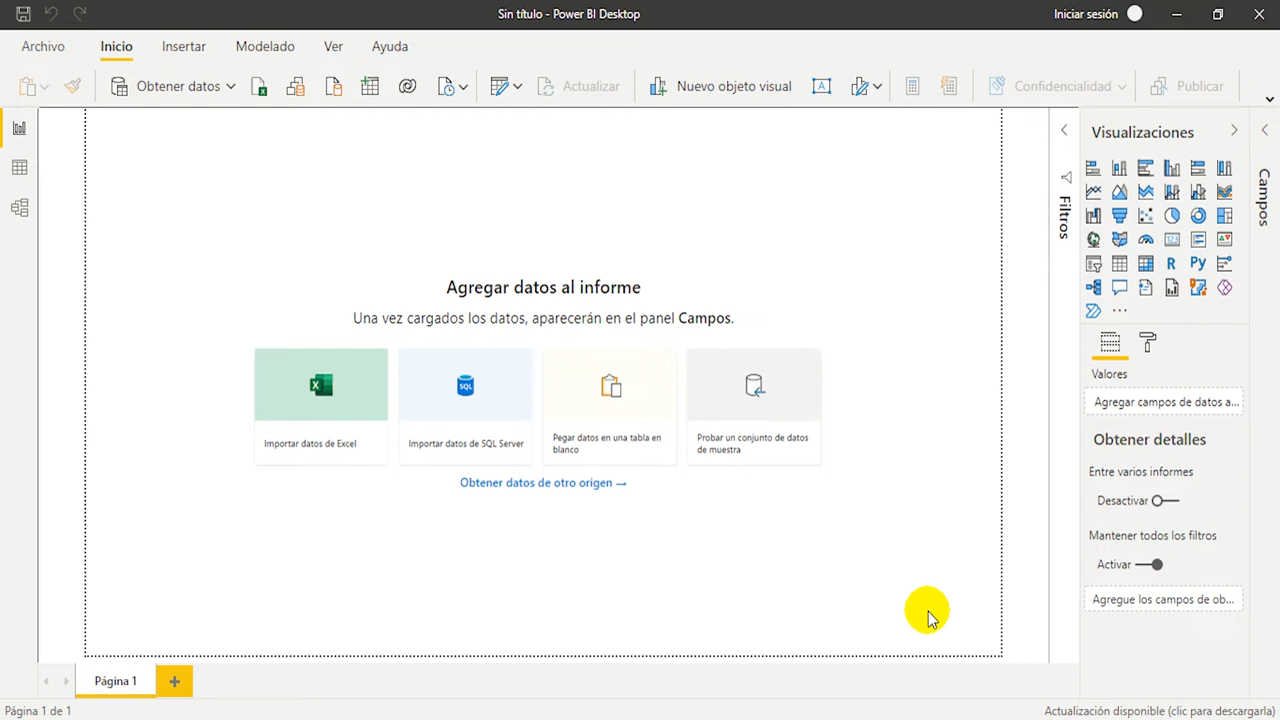 Sin título - Power BI Desktop
Iniciar sesión
Archivo
Inicio
Insertar
Modelado
Ver
Ayuda
Obtener datos
Actualizar
Nuevo objeto visual
A
Confidencialidad
Publicar
Filtros
Visualizaciones
Campos
123
R
Py
Agregar datos al informe
Una vez cargados los datos, aparecerán en el panel Campos.
X
SQL
Importar datos de Excel
Importar datos de SQL Server
Pegar datos en una tabla en
blanco
Probar un conjunto de datos
de muestra
Obtener datos de otro origen →
Valores
Agregar campos de datos a...
Obtener detalles
Entre varios informes
Desactivar
Mantener todos los filtros
Activar
Agregue los campos de ob...
Página 1
+
Página 1 de 1
Actualización disponible (clic para descargarla)